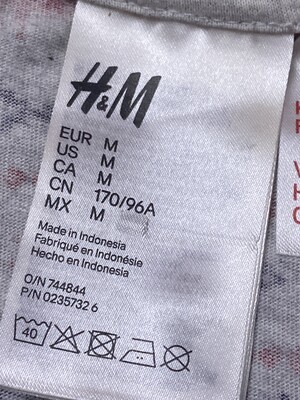 H&M
EUR M
US M
CA M
CN 170/96A
MX M
Made in Indonesia
Fabriqué en Indonésie
Hecho en Indonesia
O/N 744844
P/N 0235732 6
40